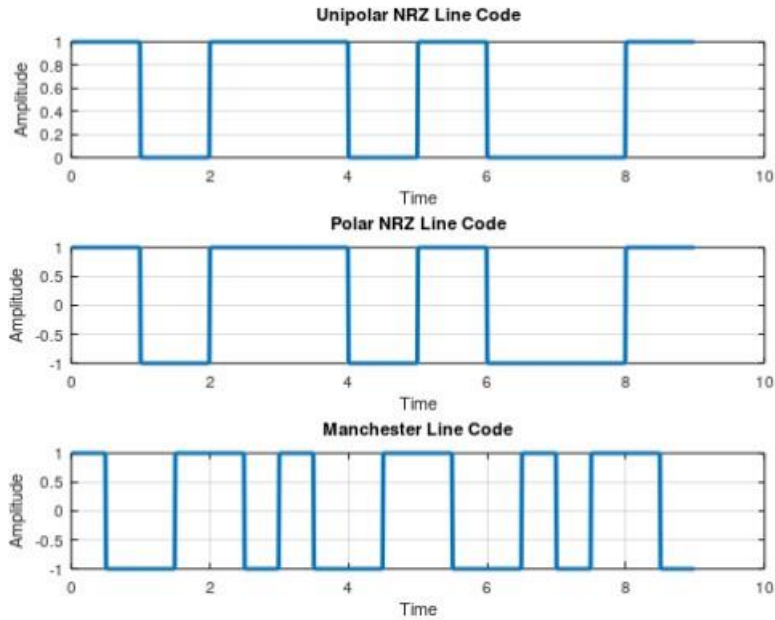 Unipolar NRZ Line Code
1
0.8
0.6
0.4
0.2
0
Amplitude
0 2 4 6 8 10
Time
Polar NRZ Line Code
1
0.5
0
-0.5
-1
Amplitude
0 2 4 6 8 10
Time
Manchester Line Code
1
0.5
0
-0.5
-1
Amplitude
0 2 4 6 8 10
Time